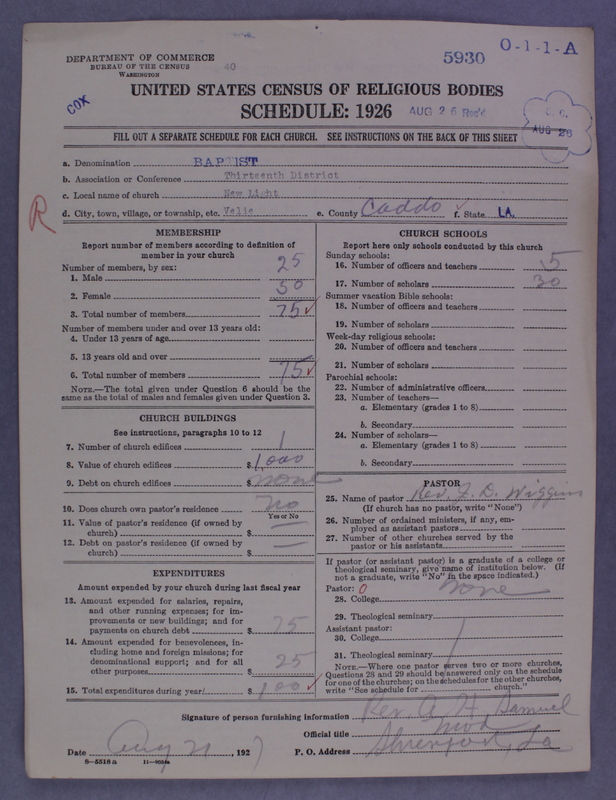 DEPARTMENT OF COMMERCE
BUREAU OF THE CENSUS
WASHINGTON
40
5930
O-1-1-A
COX
UNITED STATES CENSUS OF RELIGIOUS BODIES
SCHEDULE: 1926
AUG 26 Rec'd
AUG 26
FILL OUT A SEPARATE SCHEDULE FOR EACH CHURCH. SEE INSTRUCTIONS ON THE BACK OF THIS SHEET
a. Denomination BAPTIST
b. Association or Conference Thirteenth District
c. Local name of church New Light
d. City, town, village, or township, etc. Velie e. County Caddo f. State LA.
R
MEMBERSHIP
Report number of members according to definition of
member in your church
Number of members, by sex:
1. Male 25
2. Female 50
3. Total number of members 75 ✓
Number of members under and over 13 years old:
4. Under 13 years of age
5. 13 years old and over
6. Total number of members 75 ✓
NOTE.—The total given under Question 6 should be the
same as the total of males and females given under Question 3.
CHURCH BUILDINGS
See instructions, paragraphs 10 to 12
7. Number of church edifices 1
8. Value of church edifices $1,000
9. Debt on church edifices $none
10. Does church own pastor's residence no
Yes or No
11. Value of pastor's residence (if owned by
church) $ —
12. Debt on pastor's residence (if owned by
church) $ —
EXPENDITURES
Amount expended by your church during last fiscal year
13. Amount expended for salaries, repairs,
and other running expenses; for im-
provements or new buildings; and for
payments on church debt $ 75
14. Amount expended for benevolences, in-
cluding home and foreign missions; for
denominational support; and for all
other purposes $ 25
15. Total expenditures during year $ 100 ✓
CHURCH SCHOOLS
Report here only schools conducted by this church
Sunday schools:
16. Number of officers and teachers 5
17. Number of scholars 30
Summer vacation Bible schools:
18. Number of officers and teachers
19. Number of scholars
Week-day religious schools:
20. Number of officers and teachers
21. Number of scholars
Parochial schools:
22. Number of administrative officers
23. Number of teachers—
a. Elementary (grades 1 to 8)
b. Secondary
24. Number of scholars—
a. Elementary (grades 1 to 8)
b. Secondary
PASTOR
25. Name of pastor Rev. J. D. Wiggins
(If church has no pastor, write "None")
26. Number of ordained ministers, if any, em-
ployed as assistant pastors
27. Number of other churches served by the
pastor or his assistants
If pastor (or assistant pastor) is a graduate of a college or
theological seminary, give name of institution below. (If
not a graduate, write "No" in the space indicated.)
Pastor: 0 none
28. College
29. Theological seminary
Assistant pastor:
30. College
31. Theological seminary
NOTE.—Where one pastor serves two or more churches,
Questions 28 and 29 should be answered only on the schedule
for one of the churches; on the schedules for the other churches,
write "See schedule for church."
Signature of person furnishing information Rev. A. H. Samuel
Official title Mod
Date Aug 21, 1927 P. O. Address Shreveport, La
8-5518 a